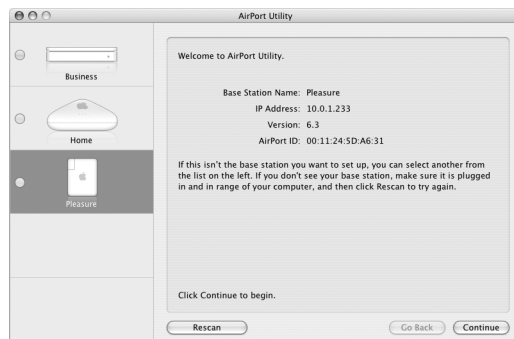 AirPort Utility
Business
Home
Pleasure
Welcome to AirPort Utility.
Base Station Name: Pleasure
IP Address: 10.0.1.233
Version: 6.3
AirPort ID: 00:11:24:5D:A6:31
If this isn't the base station you want to set up, you can select another from
the list on the left. If you don't see your base station, make sure it is plugged
in and in range of your computer, and then click Rescan to try again.
Click Continue to begin.
Rescan
Go Back
Continue